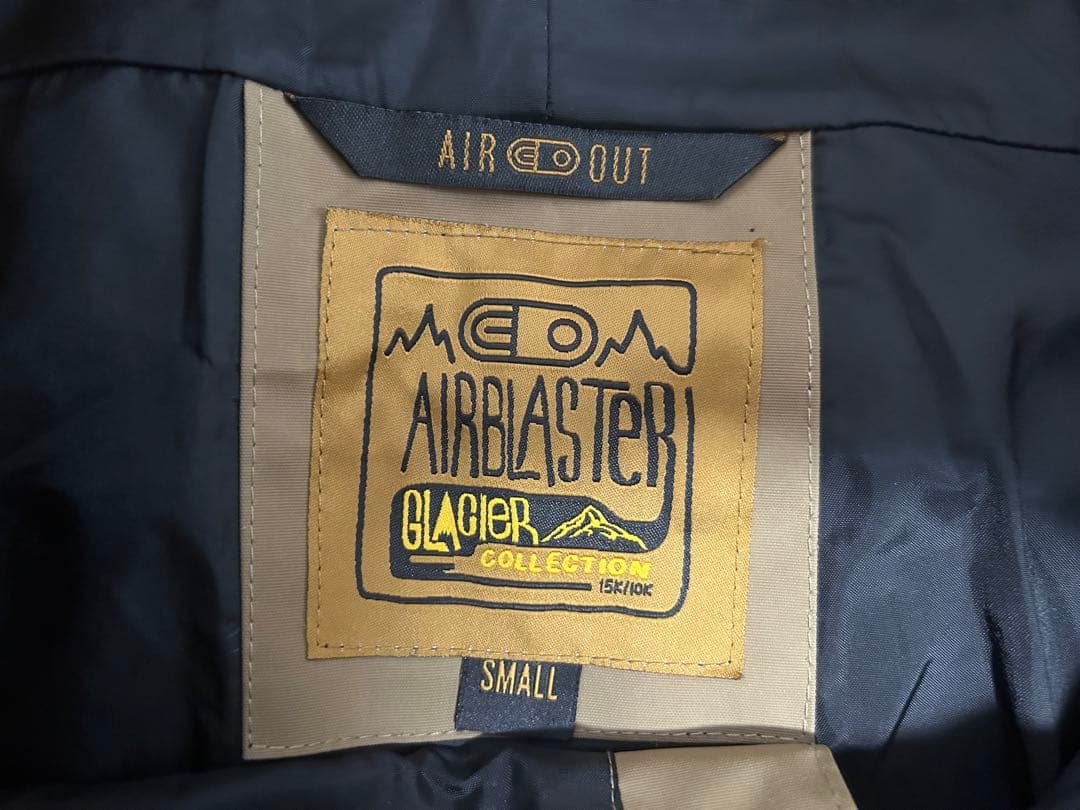 AIR OUT
AIRBLASTER
GLACIER
COLLECTION
15K/10K
SMALL